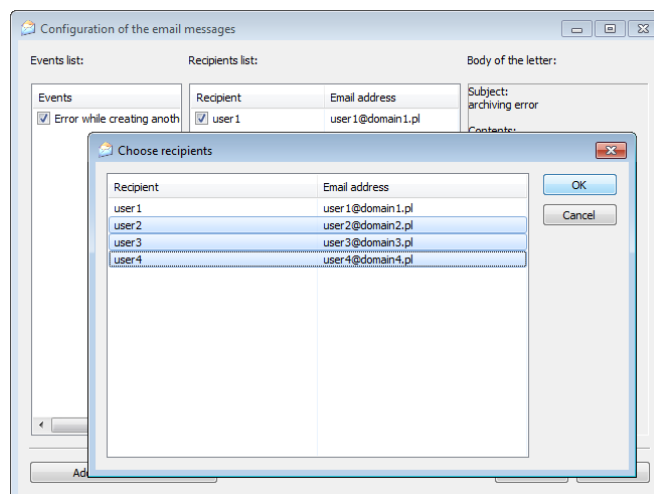 Configuration of the email messages
Events list: Recipients list: Body of the letter:
Events Recipient Email address Subject:
archiving error
Error while creating anoth user1 user1@domain1.pl
Contents:
Choose recipients
Recipient Email address OK
user1 user1@domain1.pl
Cancel
user2 user2@domain2.pl
user3 user3@domain3.pl
user4 user4@domain4.pl